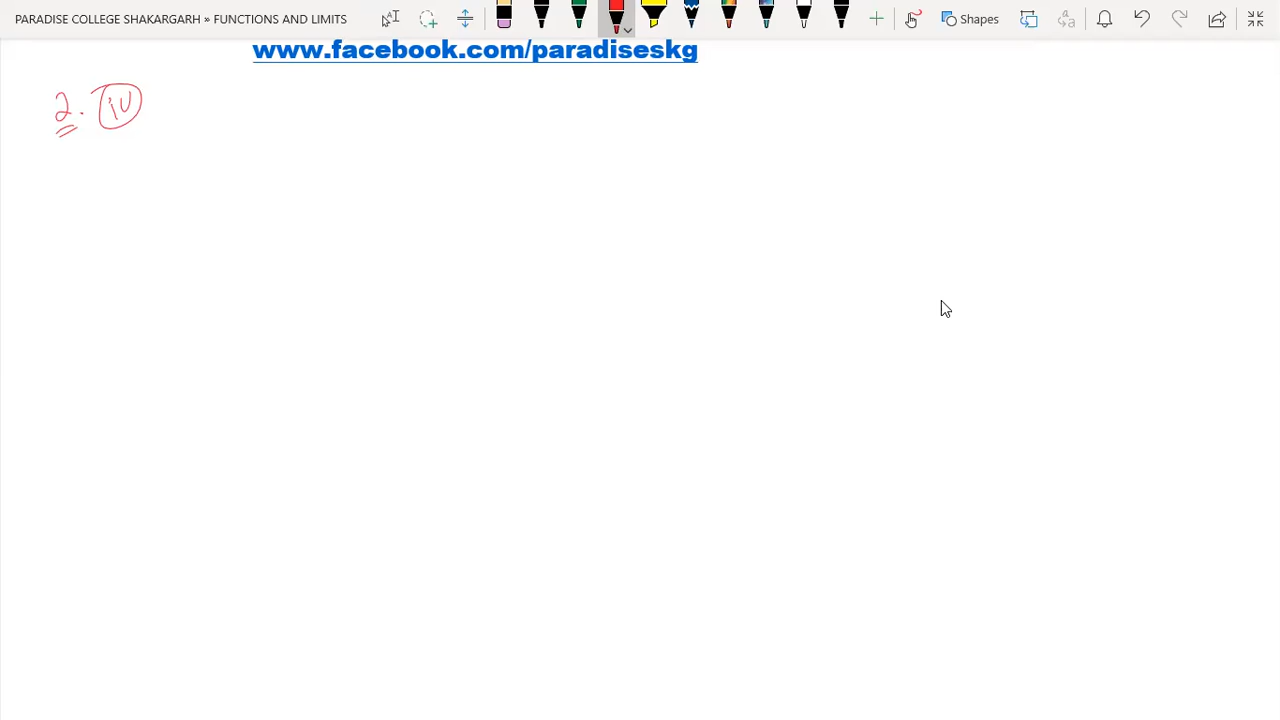 PARADISE COLLEGE SHAKARGARH » FUNCTIONS AND LIMITS Shapes
www.facebook.com/paradiseskg
2. iv